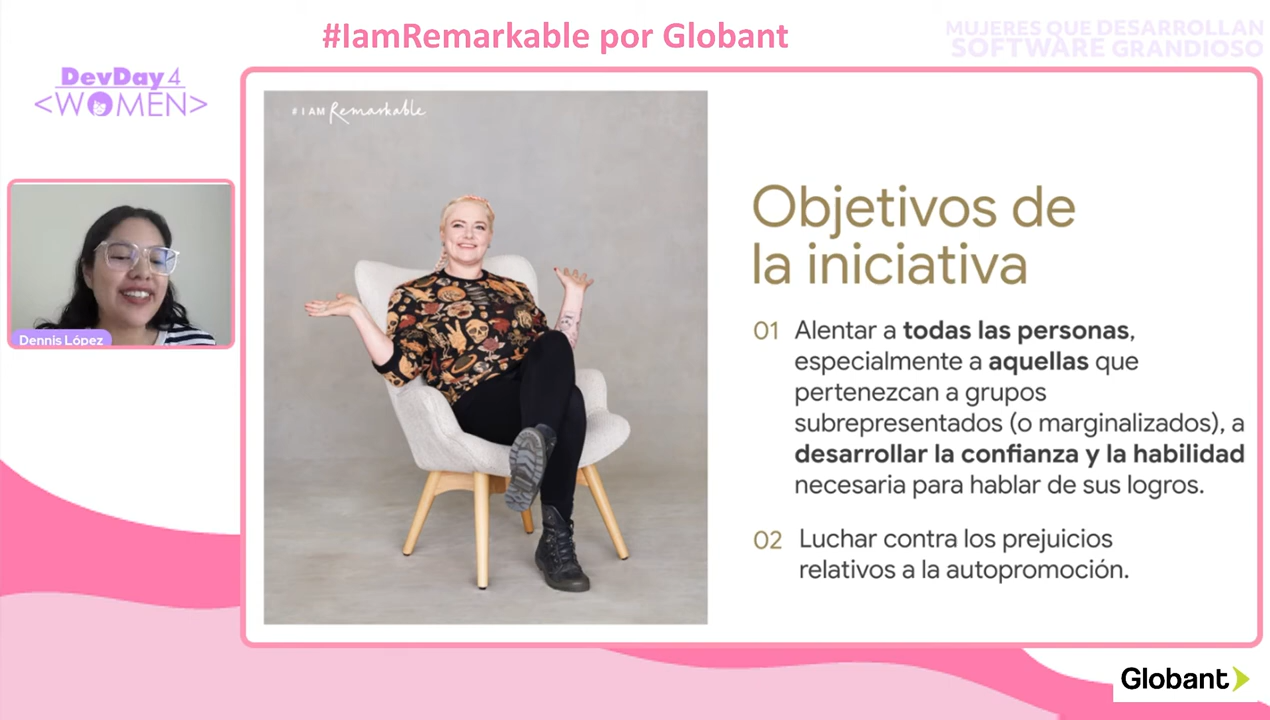 #IamRemarkable por Globant
MUJERES QUE DESARROLLAN
SOFTWARE GRANDIOSO
DevDay 4
<WOMEN>
#IAM Remarkable
Dennis López
Objetivos de
la iniciativa
01 Alentar a todas las personas,
especialmente a aquellas que
pertenezcan a grupos
subrepresentados (o marginalizados), a
desarrollar la confianza y la habilidad
necesaria para hablar de sus logros.
02 Luchar contra los prejuicios
relativos a la autopromoción.
Globant